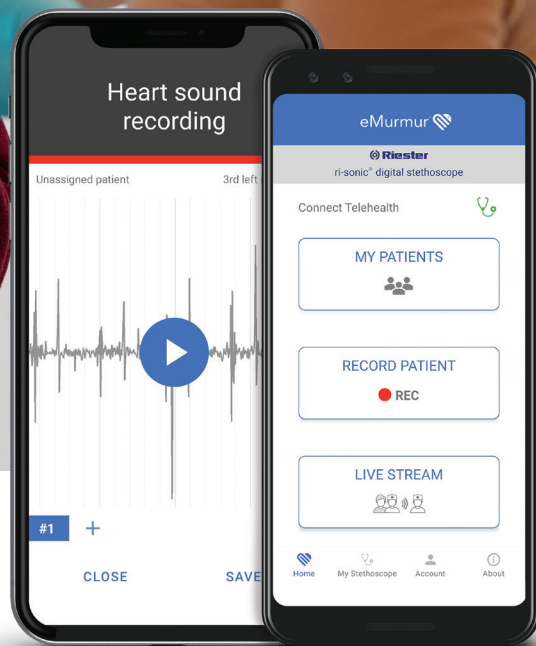 Heart sound
recording
Unassigned patient
3rd left
#1 +
CLOSE
SAVE
eMurmur
Riester
ri-sonic® digital stethoscope
Connect Telehealth
MY PATIENTS
RECORD PATIENT
REC
LIVE STREAM
Home
My Stethoscope
Account
About